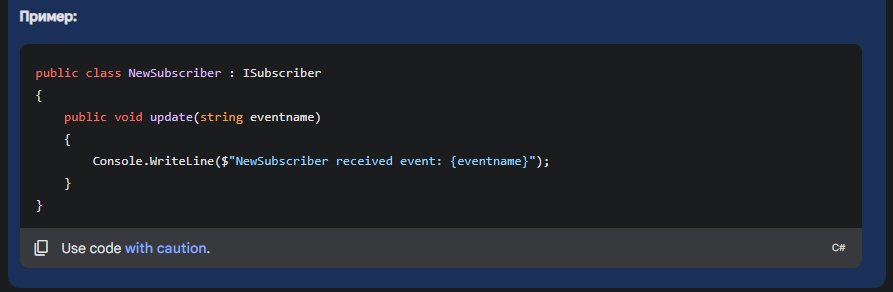 Пример:
public class NewSubscriber : ISubscriber
{
    public void update(string eventname)
    {
        Console.WriteLine($"NewSubscriber received event: {eventname}");
    }
}
Use code with caution.
C#